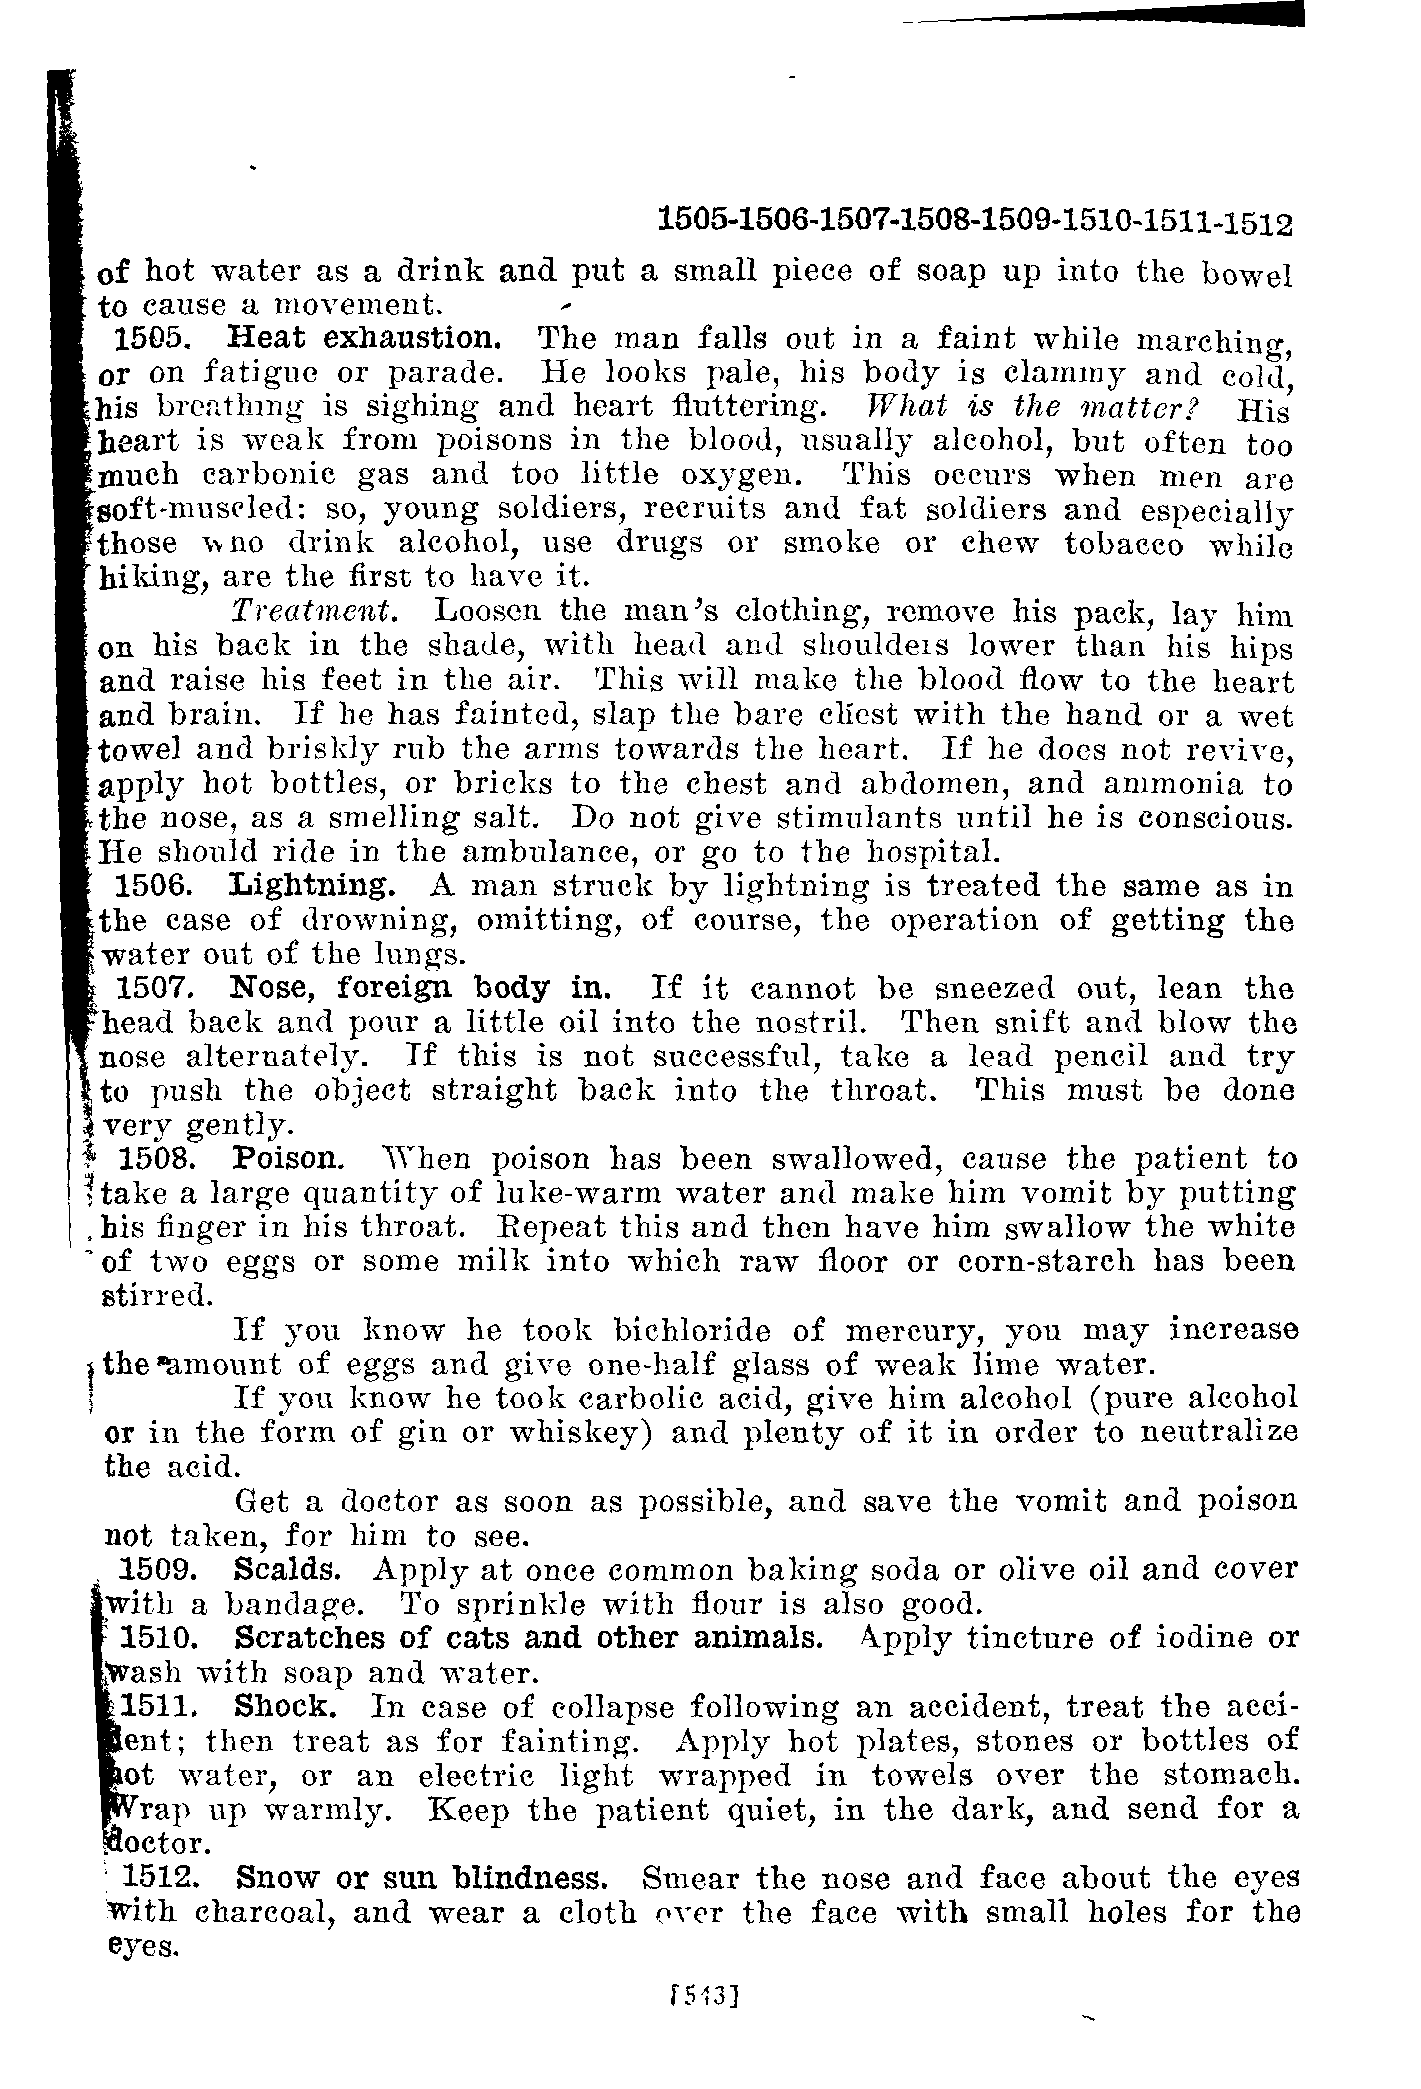 1505-1506-1507-1508-1509-1510-1511-1512
of hot water as a drink and put a small piece of soap up into the bowel
to cause a movement.
1505. Heat exhaustion. The man falls out in a faint while marching,
or on fatigue or parade. He looks pale, his body is clammy and cold,
his breathing is sighing and heart fluttering. What is the matter? His
heart is weak from poisons in the blood, usually alcohol, but often too
much carbonic gas and too little oxygen. This occurs when men are
soft-muscled: so, young soldiers, recruits and fat soldiers and especially
those who drink alcohol, use drugs or smoke or chew tobacco while
hiking, are the first to have it.
Treatment. Loosen the man's clothing, remove his pack, lay him
on his back in the shade, with head and shoulders lower than his hips
and raise his feet in the air. This will make the blood flow to the heart
and brain. If he has fainted, slap the bare chest with the hand or a wet
towel and briskly rub the arms towards the heart. If he does not revive,
apply hot bottles, or bricks to the chest and abdomen, and ammonia to
the nose, as a smelling salt. Do not give stimulants until he is conscious.
He should ride in the ambulance, or go to the hospital.
1506. Lightning. A man struck by lightning is treated the same as in
the case of drowning, omitting, of course, the operation of getting the
water out of the lungs.
1507. Nose, foreign body in. If it cannot be sneezed out, lean the
head back and pour a little oil into the nostril. Then snift and blow the
nose alternately. If this is not successful, take a lead pencil and try
to push the object straight back into the throat. This must be done
very gently.
1508. Poison. When poison has been swallowed, cause the patient to
take a large quantity of luke-warm water and make him vomit by putting
his finger in his throat. Repeat this and then have him swallow the white
of two eggs or some milk into which raw floor or corn-starch has been
stirred.
If you know he took bichloride of mercury, you may increase
the amount of eggs and give one-half glass of weak lime water.
If you know he took carbolic acid, give him alcohol (pure alcohol
or in the form of gin or whiskey) and plenty of it in order to neutralize
the acid.
Get a doctor as soon as possible, and save the vomit and poison
not taken, for him to see.
1509. Scalds. Apply at once common baking soda or olive oil and cover
with a bandage. To sprinkle with flour is also good.
1510. Scratches of cats and other animals. Apply tincture of iodine or
wash with soap and water.
1511. Shock. In case of collapse following an accident, treat the acci-
dent; then treat as for fainting. Apply hot plates, stones or bottles of
hot water, or an electric light wrapped in towels over the stomach.
Wrap up warmly. Keep the patient quiet, in the dark, and send for a
doctor.
1512. Snow or sun blindness. Smear the nose and face about the eyes
with charcoal, and wear a cloth over the face with small holes for the
eyes.
[543]